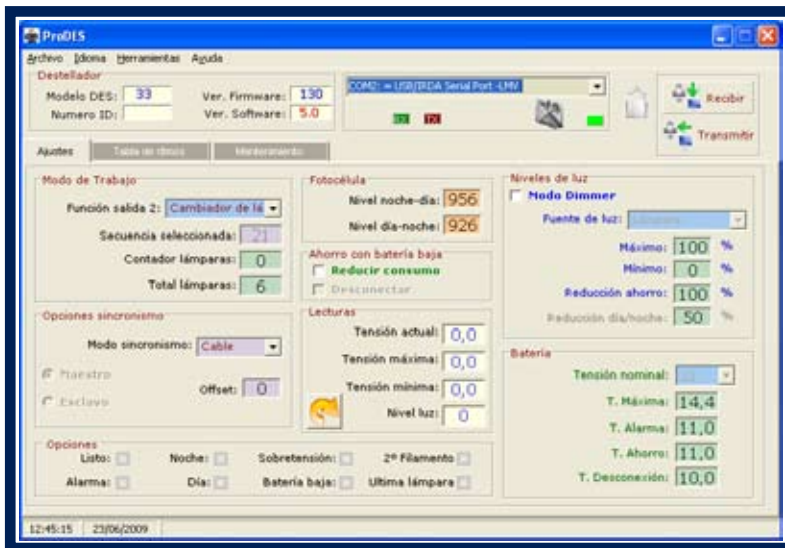 ProDES
Archivo Idioma Herramientas Ayuda
Destellador
Modelo DES: 33 Ver. Firmware: 130
Numero ID: Ver. Software: 5.0
COM2: = USB/IRDA Serial Port -LMV
Recibir
Transmitir
Ajustes Tabla de ritmos Mantenimiento
Modo de Trabajo
Función salida 2: Cambiador de lá
Secuencia seleccionada: 21
Contador lámparas: 0
Total lámparas: 6
Opciones sincronismo
Modo sincronismo: Cable
Maestro
Esclavo
Offset: 0
Fotocélula
Nivel noche-día: 956
Nivel día-noche: 926
Ahorro con batería baja
Reducir consumo
Desconectar
Lecturas
Tensión actual: 0,0
Tensión máxima: 0,0
Tensión mínima: 0,0
Nivel luz: 0
Niveles de luz
Modo Dimmer
Fuente de luz:
Máximo: 100 %
Mínimo: 0 %
Reducción ahorro: 100 %
Reducción día/noche: 50 %
Batería
Tensión nominal:
T. Máxima: 14,4
T. Alarma: 11,0
T. Ahorro: 11,0
T. Desconexión: 10,0
Opciones
Listo: Noche: Sobretensión: 2º Filamento
Alarma: Día: Batería baja: Ultima lámpara
12:45:15 23/06/2009